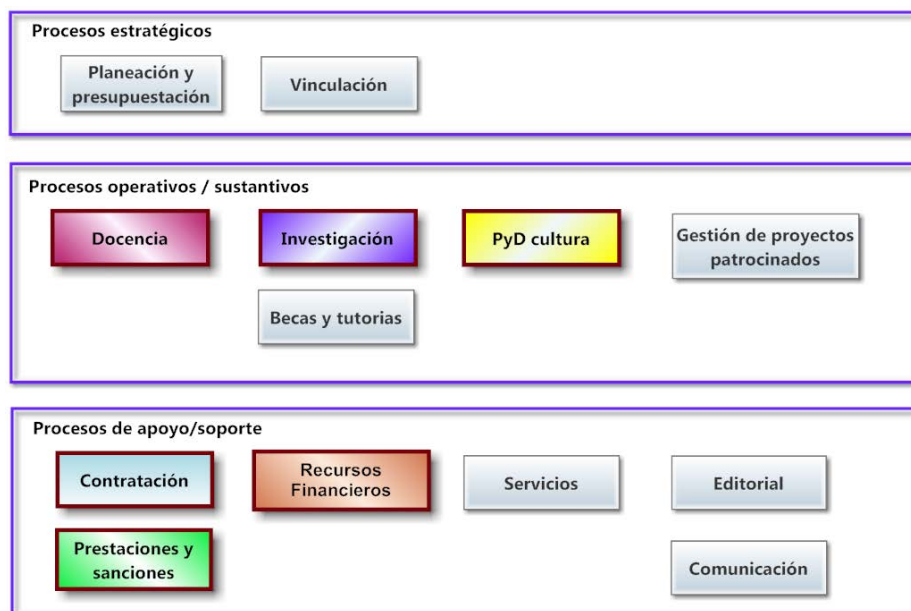 Procesos estratégicos
Planeación y
presupuestación
Vinculación
Procesos operativos / sustantivos
Docencia
Investigación
PyD cultura
Gestión de proyectos
patrocinados
Becas y tutorias
Procesos de apoyo/soporte
Contratación
Recursos
Financieros
Servicios
Editorial
Prestaciones y
sanciones
Comunicación